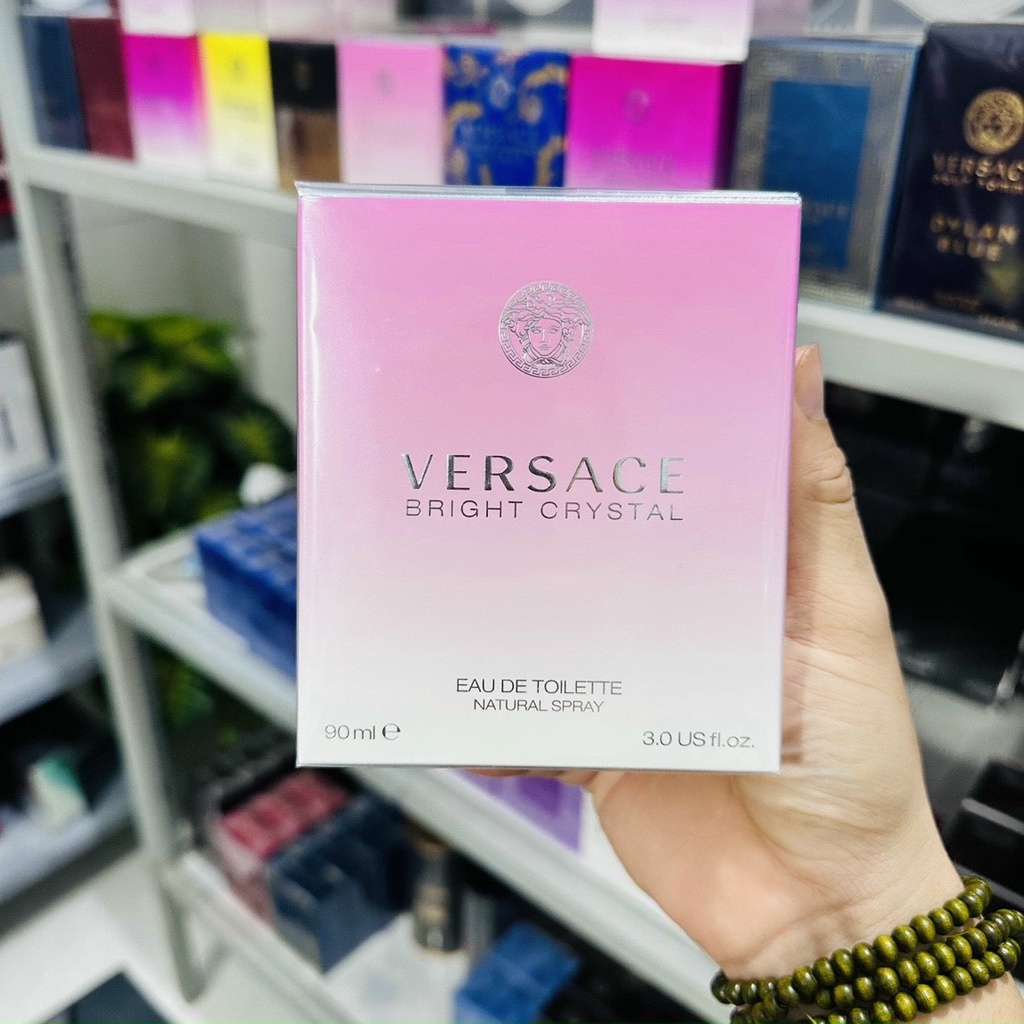 VERSACE
BRIGHT CRYSTAL
EAU DE TOILETTE
NATURAL SPRAY
90 ml ℮
3.0 US fl.oz.
VERSACE
DYLAN
BLUE